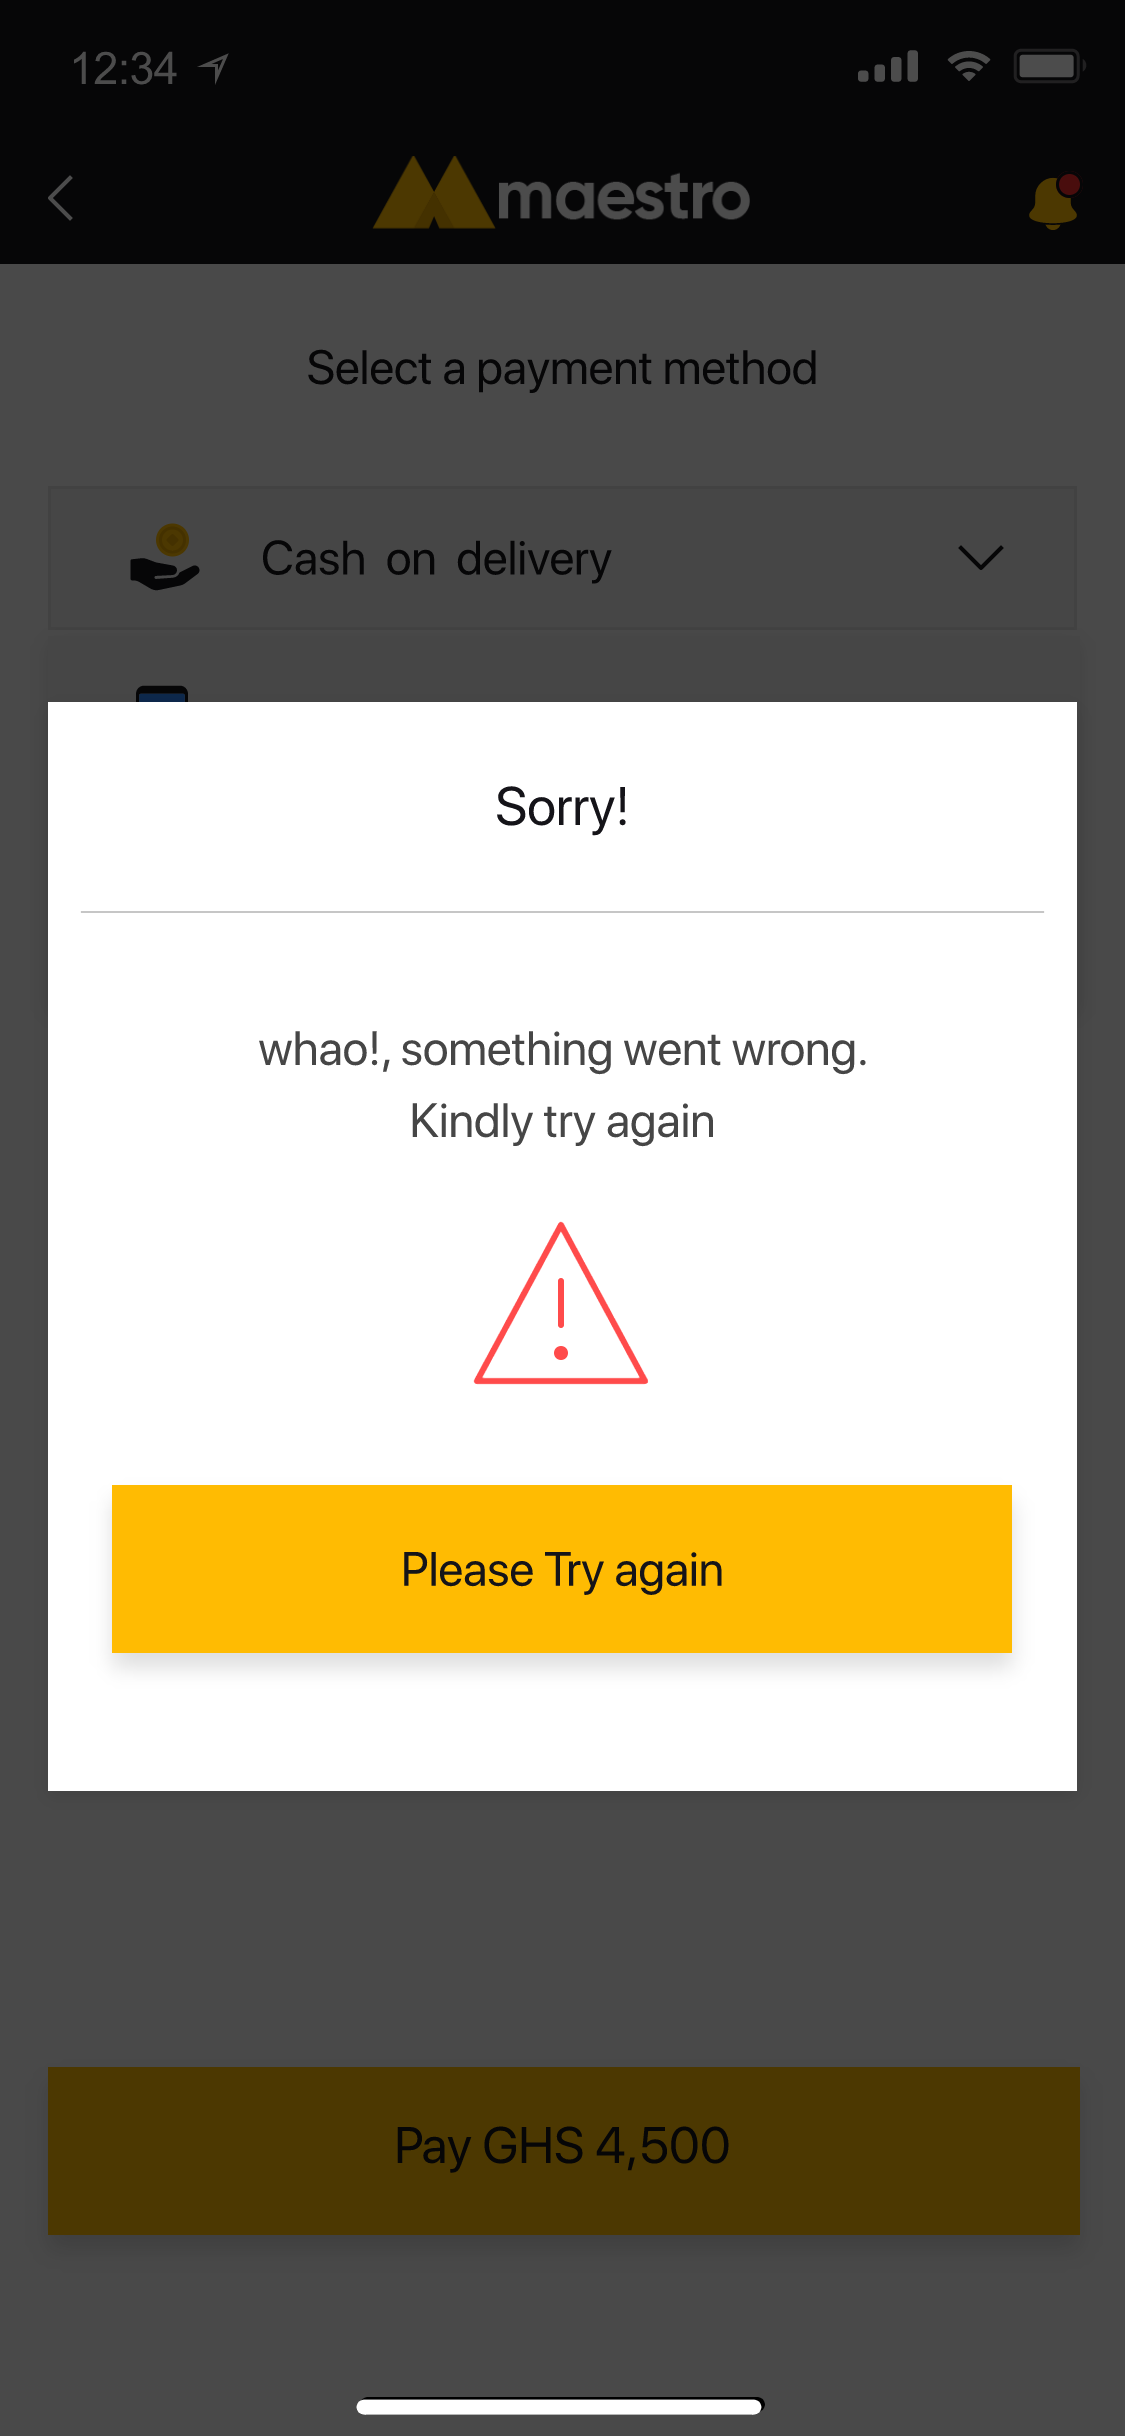 12:34
maestro
Select a payment method
Cash on delivery
Sorry!
whao!, something went wrong.
Kindly try again
Please Try again
Pay GHS 4,500